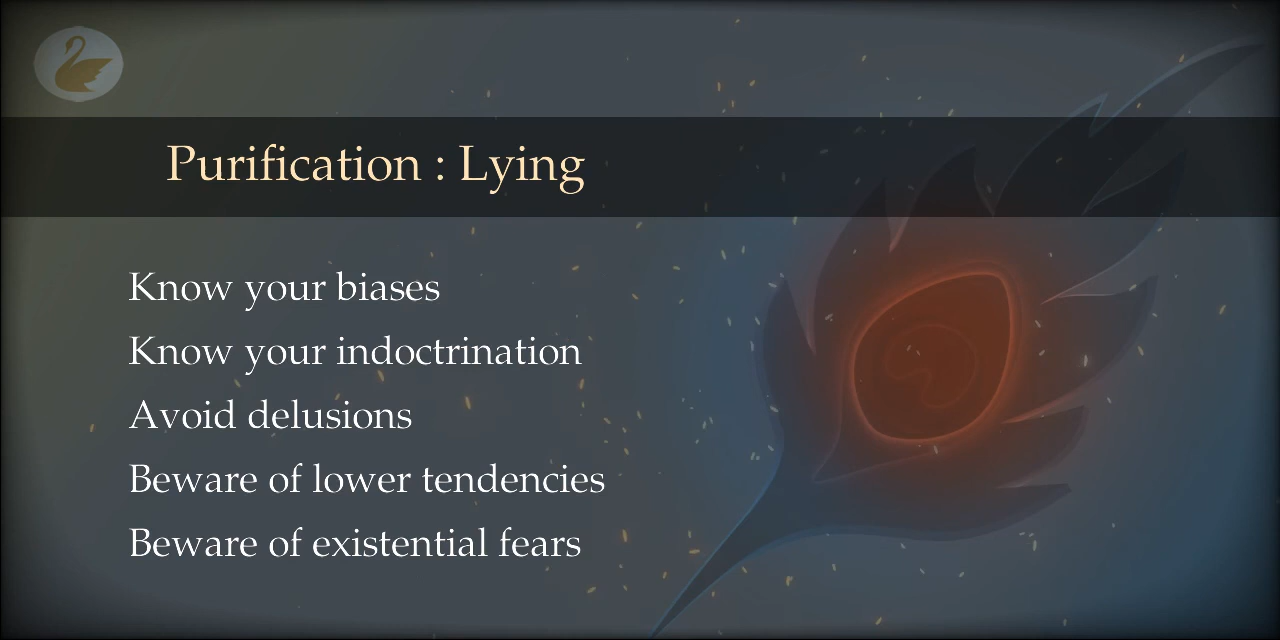 Purification : Lying
Know your biases
Know your indoctrination
Avoid delusions
Beware of lower tendencies
Beware of existential fears